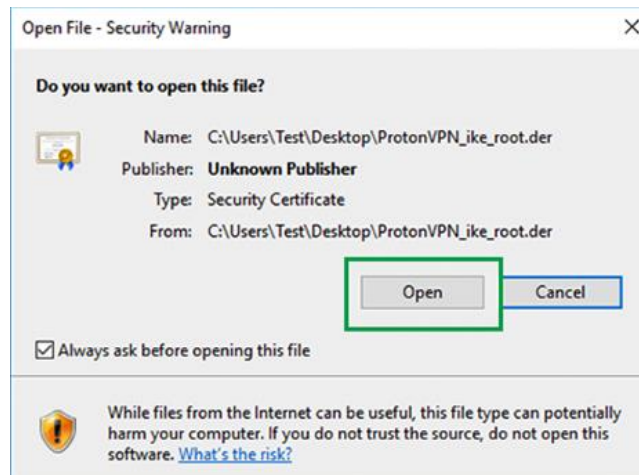 Open File - Security Warning
Do you want to open this file?
Name: C:\Users\Test\Desktop\ProtonVPN_ike_root.der
Publisher: Unknown Publisher
Type: Security Certificate
From: C:\Users\Test\Desktop\ProtonVPN_ike_root.der
Open Cancel
Always ask before opening this file
While files from the Internet can be useful, this file type can potentially
harm your computer. If you do not trust the source, do not open this
software. What's the risk?